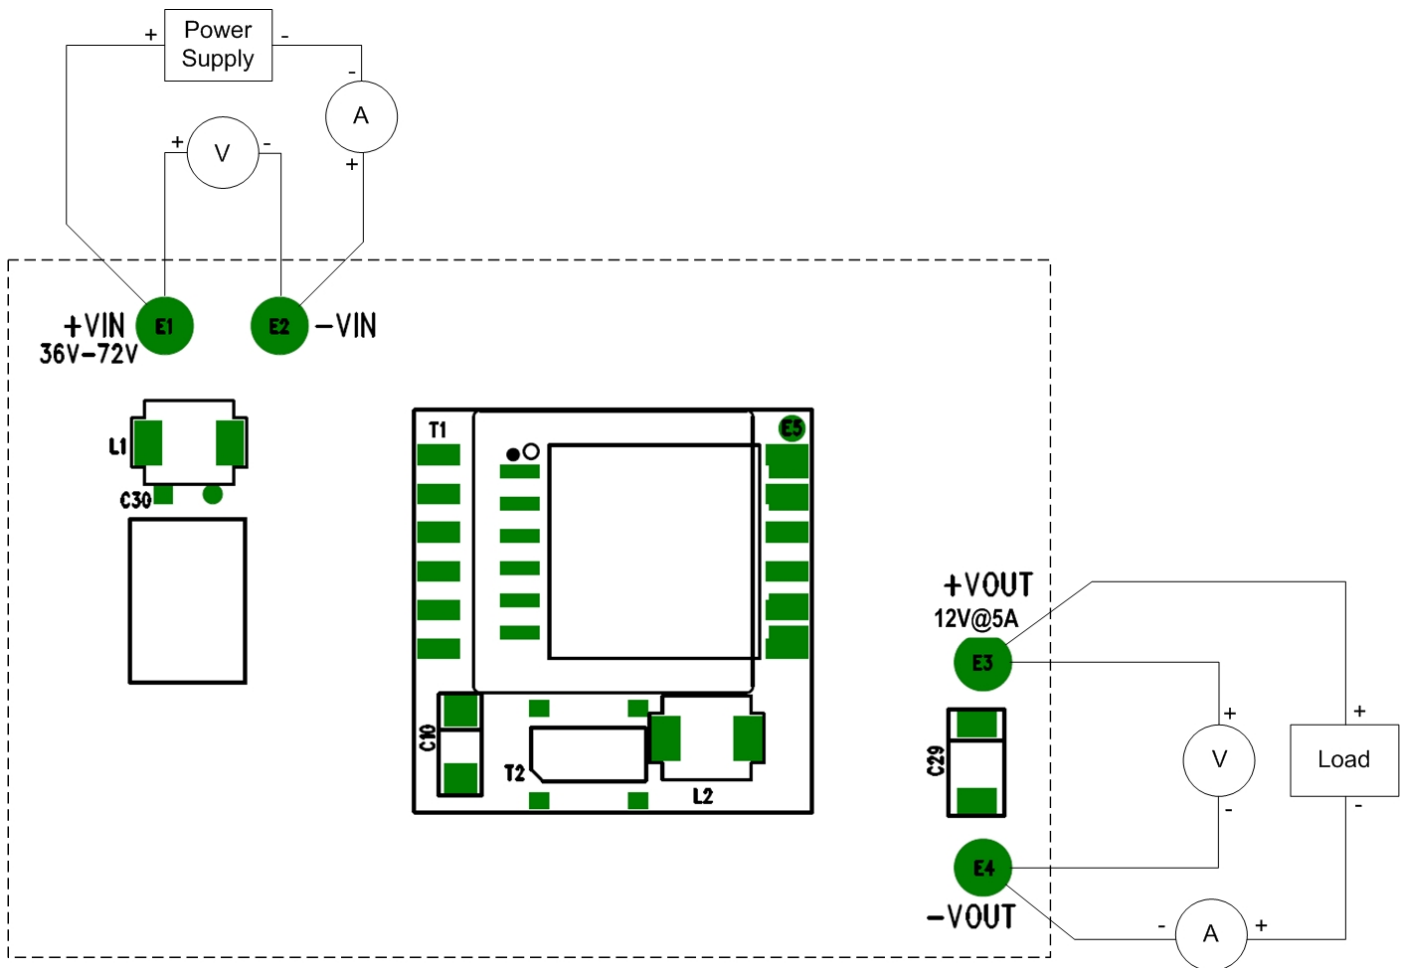 + Power Supply -
-
A
+
+ V -
+VIN E1 E2 -VIN
36V-72V
L1
C30
T1 E5
C10
T2
L2
+VOUT
12V@5A
E3
+ +
C29 V Load
- -
E4
-VOUT
- A +